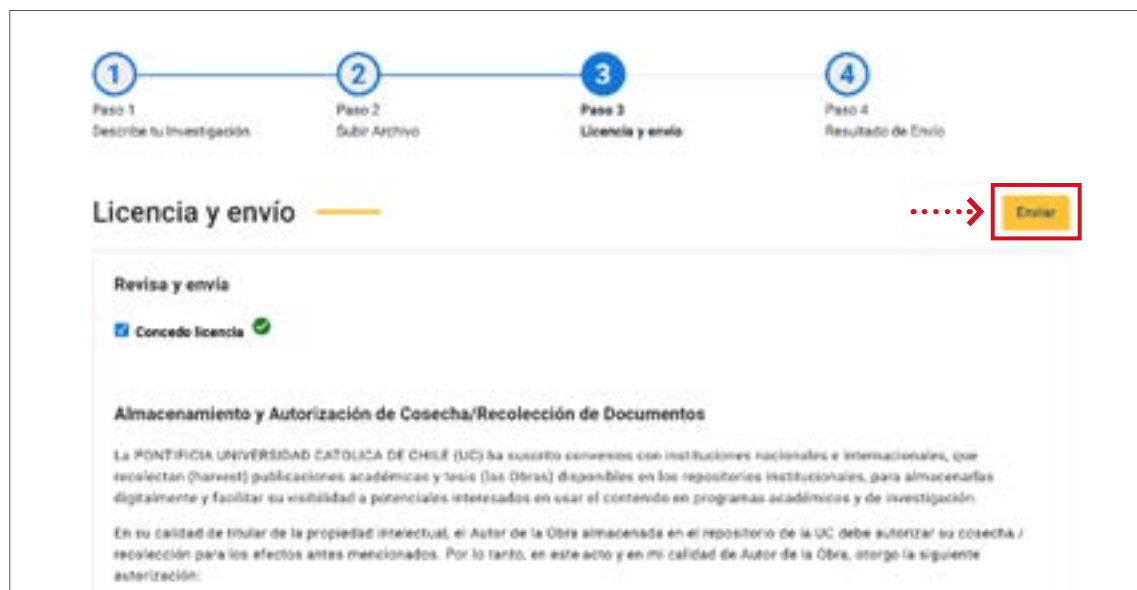 1 2 3 4
Paso 1 Paso 2 Paso 3 Paso 4
Describe tu Investigación Subir Archivo Licencia y envío Resultado de Envío
Licencia y envío
Enviar
Revisa y envía
Concedo licencia
Almacenamiento y Autorización de Cosecha/Recolección de Documentos
La PONTIFICIA UNIVERSIDAD CATOLICA DE CHILE (UC) ha suscrito convenios con instituciones nacionales e internacionales, que
recolectan (harvest) publicaciones académicas y tesis (las Obras) disponibles en los repositorios institucionales, para almacenarlas
digitalmente y facilitar su visibilidad a potenciales interesados en usar el contenido en programas académicos y de investigación
En su calidad de titular de la propiedad intelectual, el Autor de la Obra almacenada en el repositorio de la UC debe autorizar su cosecha /
recolección para los efectos antes mencionados. Por lo tanto, en este acto y en mi calidad de Autor de la Obra, otorgo la siguiente
autorización: